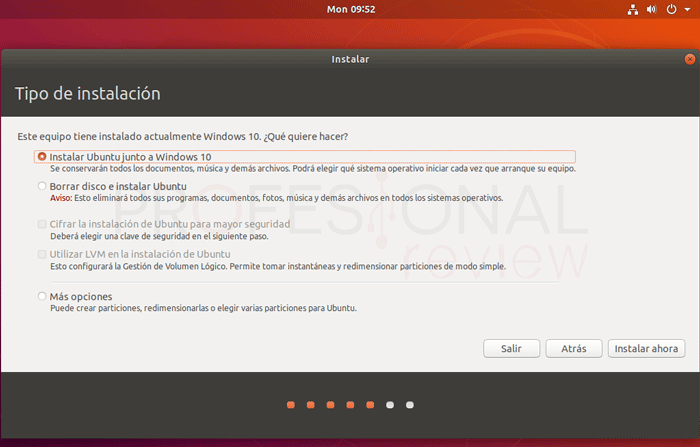 Mon 09:52
Instalar
Tipo de instalación
Este equipo tiene instalado actualmente Windows 10. ¿Qué quiere hacer?
Instalar Ubuntu junto a Windows 10
Se conservarán todos los documentos, música y demás archivos. Podrá elegir qué sistema operativo iniciar cada vez que arranque su equipo.
Borrar disco e instalar Ubuntu
Aviso: Esto eliminará todos sus programas, documentos, fotos, música y demás archivos en todos los sistemas operativos.
PROFESIONAL
review
Cifrar la instalación de Ubuntu para mayor seguridad
Deberá elegir una clave de seguridad en el siguiente paso.
Utilizar LVM en la instalación de Ubuntu
Esto configurará la Gestión de Volumen Lógico. Permite tomar instantáneas y redimensionar particiones de modo simple.
Más opciones
Puede crear particiones, redimensionarlas o elegir varias particiones para Ubuntu.
Salir Atrás Instalar ahora